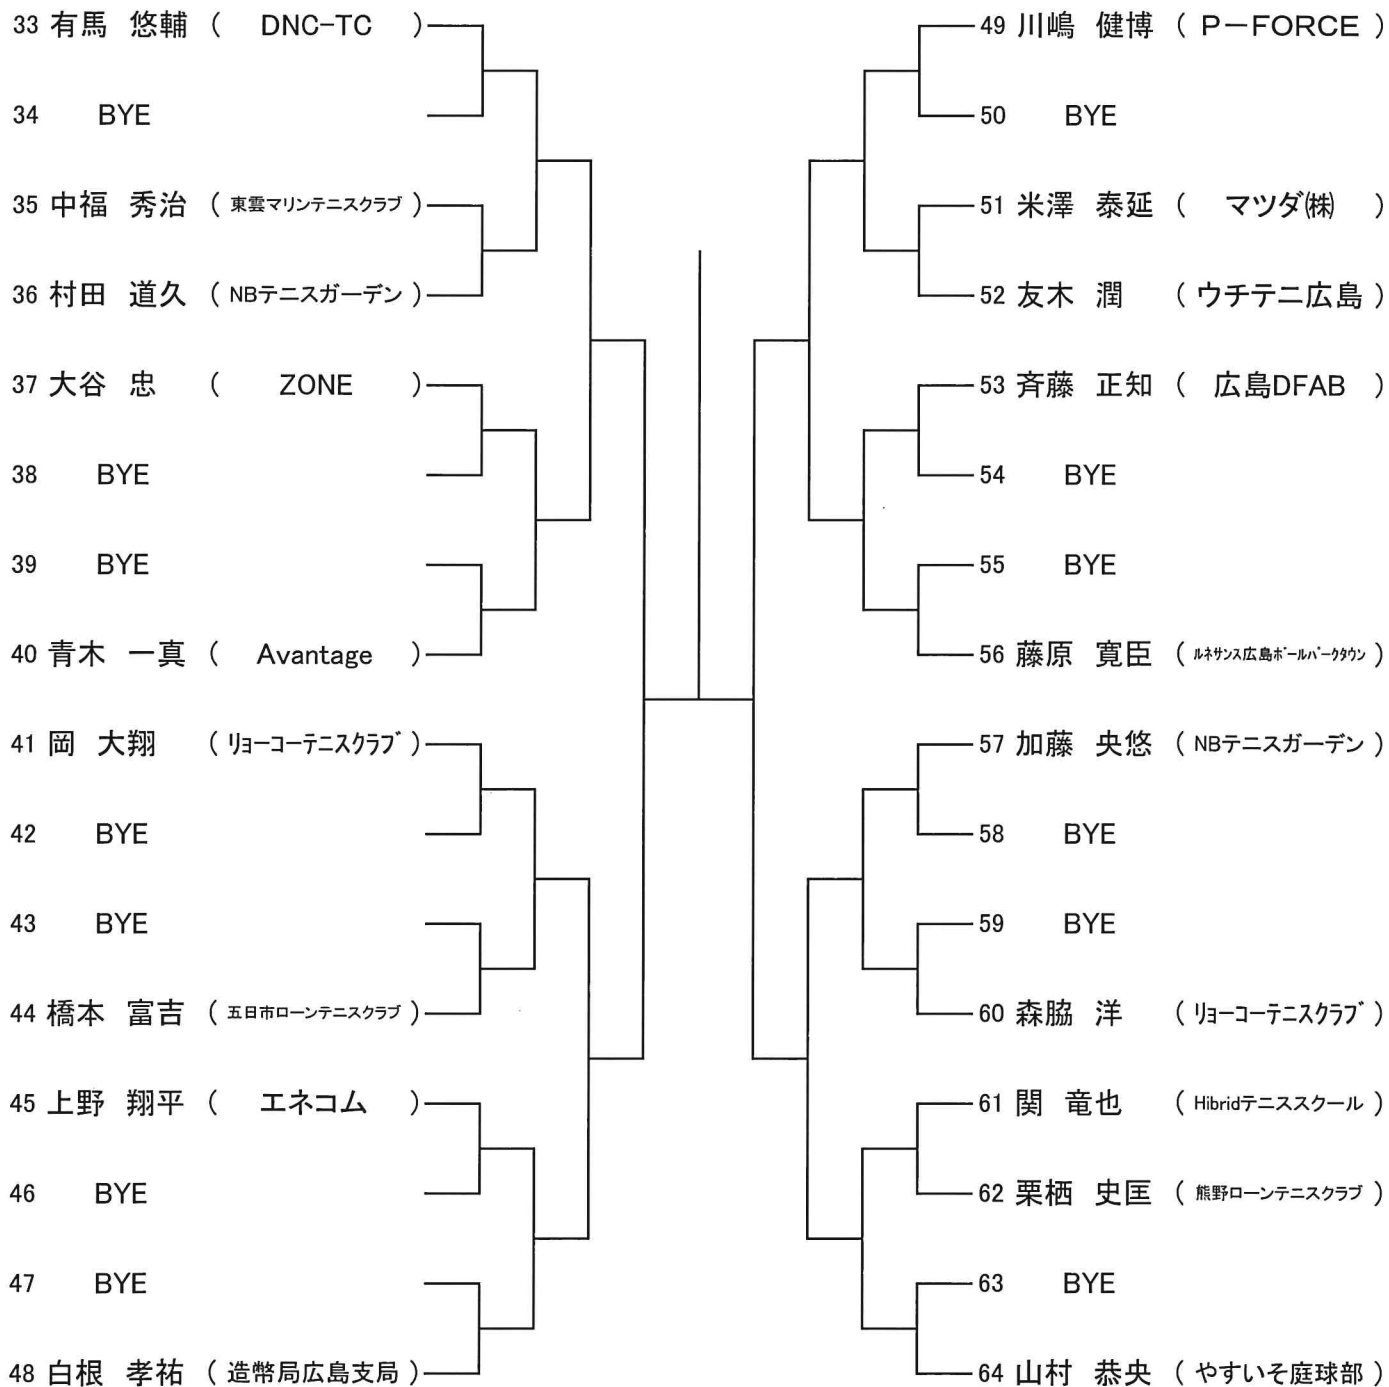 33 有馬 悠輔 ( DNC-TC )
34 BYE
35 中福 秀治 ( 東雲マリンテニスクラブ )
36 村田 道久 ( NBテニスガーデン )
37 大谷 忠 ( ZONE )
38 BYE
39 BYE
40 青木 一真 ( Avantage )
41 岡 大翔 ( リョーコーテニスクラブ )
42 BYE
43 BYE
44 橋本 富吉 ( 五日市ローンテニスクラブ )
45 上野 翔平 ( エネコム )
46 BYE
47 BYE
48 白根 孝祐 ( 造幣局広島支局 )
49 川嶋 健博 ( P-FORCE )
50 BYE
51 米澤 泰延 ( マツダ㈱ )
52 友木 潤 ( ウチテニ広島 )
53 斉藤 正知 ( 広島DFAB )
54 BYE
55 BYE
56 藤原 寛臣 ( ルネサンス広島ボールパークタウン )
57 加藤 央悠 ( NBテニスガーデン )
58 BYE
59 BYE
60 森脇 洋 ( リョーコーテニスクラブ )
61 関 竜也 ( Hibridテニススクール )
62 栗栖 史匡 ( 熊野ローンテニスクラブ )
63 BYE
64 山村 恭央 ( やすいそ庭球部 )